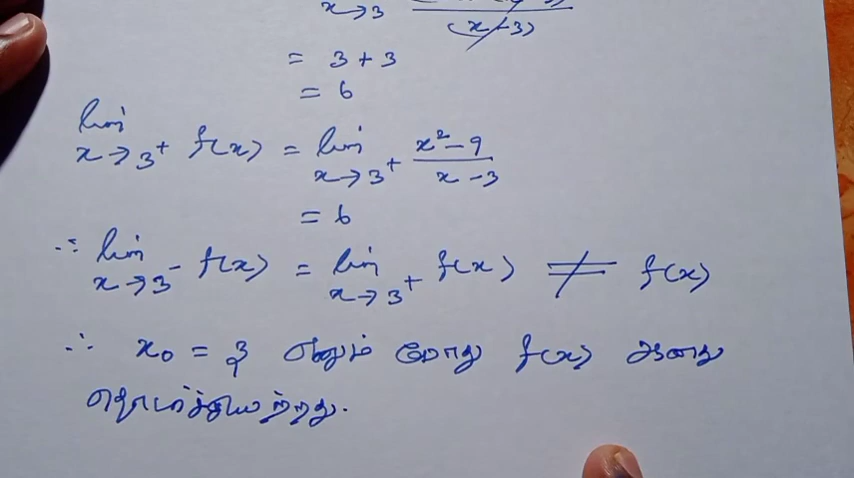 x→3 (x-3)
= 3 + 3
= 6
lim x→3⁺ f(x) = lim x→3⁺ x²-9 / x-3
= 6
∴ lim x→3⁻ f(x) = lim x→3⁺ f(x) ≠ f(x)
∴ x₀ = 3 எனும் போது f(x) ஆனது
தொடர்ச்சியற்றது.